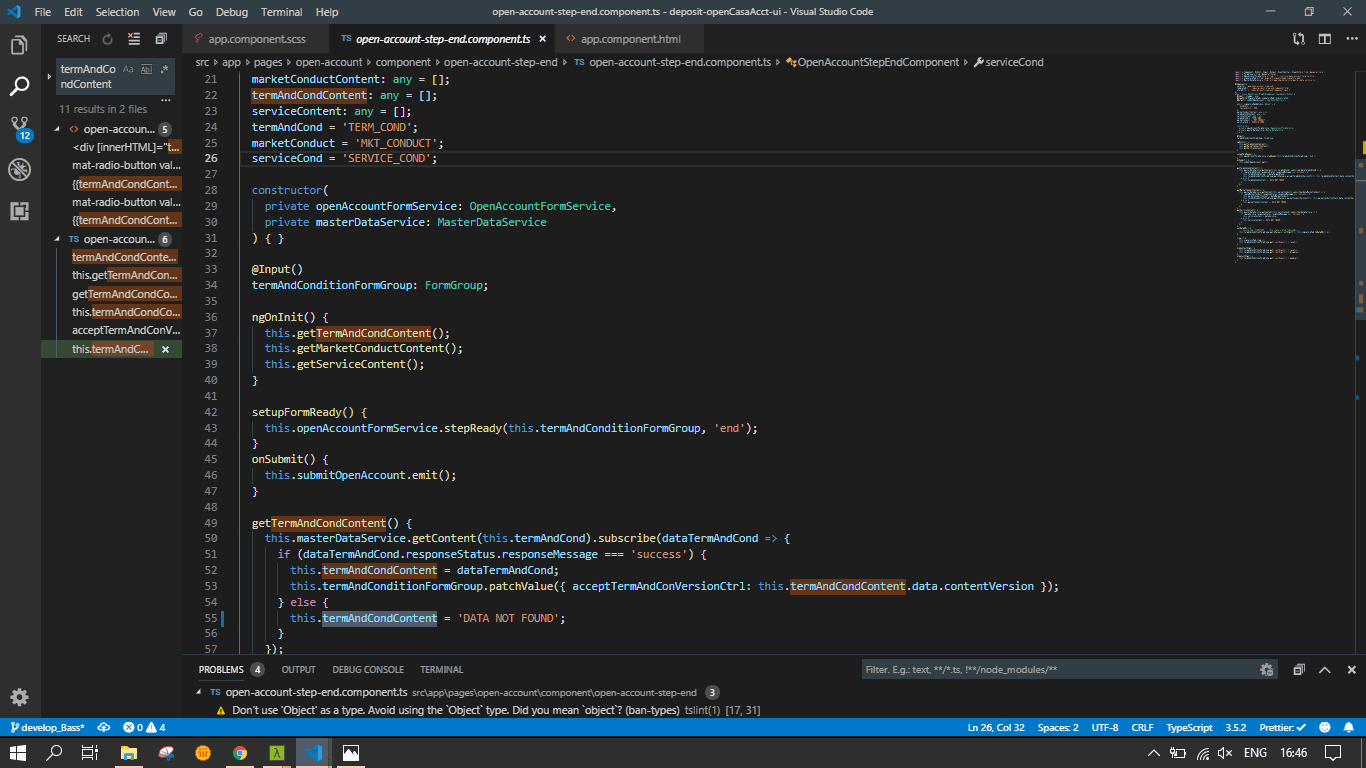 File Edit Selection View Go Debug Terminal Help
open-account-step-end.component.ts - deposit-openCasaAcct-ui - Visual Studio Code
SEARCH
app.component.scss
TS open-account-step-end.component.ts
<> app.component.html
termAndCo
ndContent
Aa Abl .*
...
11 results in 2 files
<> open-accoun... 5
<div [innerHTML]="t...
mat-radio-button val...
{{termAndCondCont...
mat-radio-button val...
{{termAndCondCont...
TS open-accoun... 6
termAndCondConte...
this.getTermAndCon...
getTermAndCondCo...
this.termAndCondCo...
acceptTermAndConV...
this.termAndC...
12
src > app > pages > open-account > component > open-account-step-end > TS open-account-step-end.component.ts > OpenAccountStepEndComponent > serviceCond
21 marketConductContent: any = [];
22 termAndCondContent: any = [];
23 serviceContent: any = [];
24 termAndCond = 'TERM_COND';
25 marketConduct = 'MKT_CONDUCT';
26 serviceCond = 'SERVICE_COND';
27
28 constructor(
29 private openAccountFormService: OpenAccountFormService,
30 private masterDataService: MasterDataService
31 ) { }
32
33 @Input()
34 termAndConditionFormGroup: FormGroup;
35
36 ngOnInit() {
37 this.getTermAndCondContent();
38 this.getMarketConductContent();
39 this.getServiceContent();
40 }
41
42 setupFormReady() {
43 this.openAccountFormService.stepReady(this.termAndConditionFormGroup, 'end');
44 }
45 onSubmit() {
46 this.submitOpenAccount.emit();
47 }
48
49 getTermAndCondContent() {
50 this.masterDataService.getContent(this.termAndCond).subscribe(dataTermAndCond => {
51 if (dataTermAndCond.responseStatus.responseMessage === 'success') {
52 this.termAndCondContent = dataTermAndCond;
53 this.termAndConditionFormGroup.patchValue({ acceptTermAndConVersionCtrl: this.termAndCondContent.data.contentVersion });
54 } else {
55 this.termAndCondContent = 'DATA NOT FOUND';
56 }
57 });
PROBLEMS 4 OUTPUT DEBUG CONSOLE TERMINAL
Filter. E.g.: text, **/*.ts, !**/node_modules/**
TS open-account-step-end.component.ts src\app\pages\open-account\component\open-account-step-end 3
Don't use 'Object' as a type. Avoid using the `Object` type. Did you mean `object`? (ban-types) tslint(1) [17, 31]
develop_Bass* 0 4
Ln 26, Col 32 Spaces: 2 UTF-8 CRLF TypeScript 3.5.2 Prettier: ✓
ENG 16:46